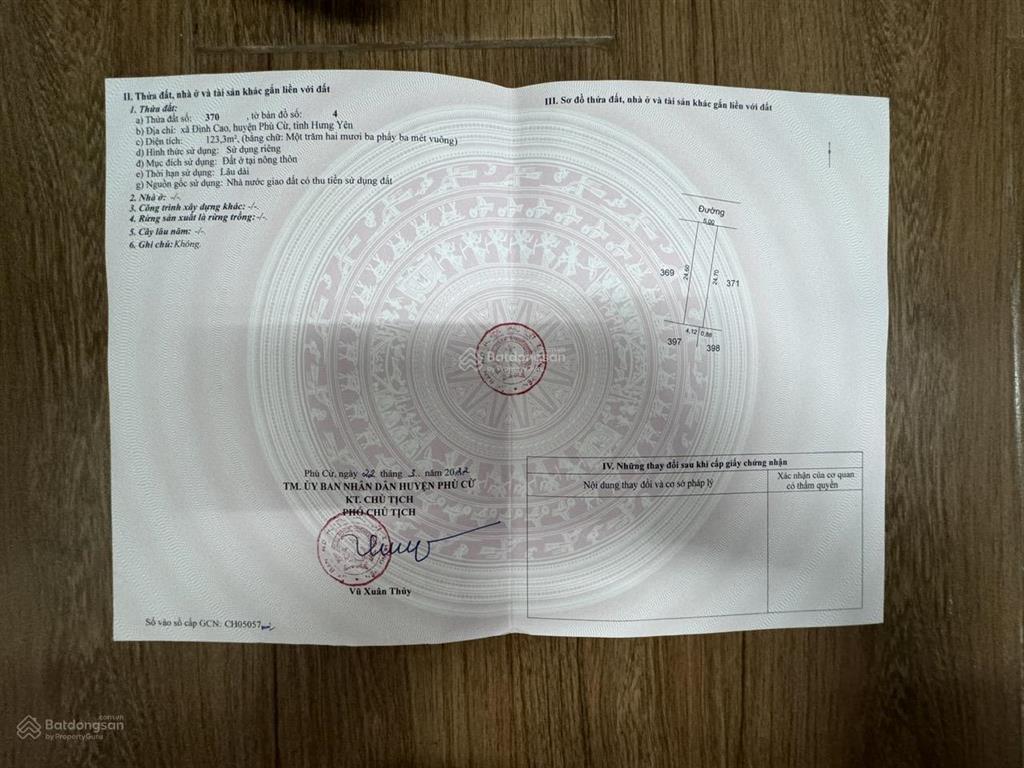 II. Thửa đất, nhà ở và tài sản khác gắn liền với đất
1. Thửa đất:
a) Thửa đất số: 370 , tờ bản đồ số: 4
b) Địa chỉ: xã Đình Cao, huyện Phù Cừ, tỉnh Hưng Yên
c) Diện tích: 123,3m², (bằng chữ: Một trăm hai mươi ba phẩy ba mét vuông)
d) Hình thức sử dụng: Sử dụng riêng
đ) Mục đích sử dụng: Đất ở tại nông thôn
e) Thời hạn sử dụng: Lâu dài
g) Nguồn gốc sử dụng: Nhà nước giao đất có thu tiền sử dụng đất
2. Nhà ở: -/-
3. Công trình xây dựng khác: -/-.
4. Rừng sản xuất là rừng trồng:-/-.
5. Cây lâu năm: -/-
6. Ghi chú: Không.
Phù Cừ, ngày 22 tháng 3. năm 2022
TM. ỦY BAN NHÂN DÂN HUYỆN PHÙ CỪ
KT. CHỦ TỊCH
PHÓ CHỦ TỊCH
Vũ Xuân Thủy
Số vào sổ cấp GCN: CH05057
III. Sơ đồ thửa đất, nhà ở và tài sản khác gắn liền với đất
Đường
5,00
369
24,60
24,70
371
4,12
0,88
397
398
IV. Những thay đổi sau khi cấp giấy chứng nhận
Nội dung thay đổi và cơ sở pháp lý
Xác nhận của cơ quan
có thẩm quyền
Batdongsan
by PropertyGuru
Batdongsan
.com.vn
by PropertyGuru